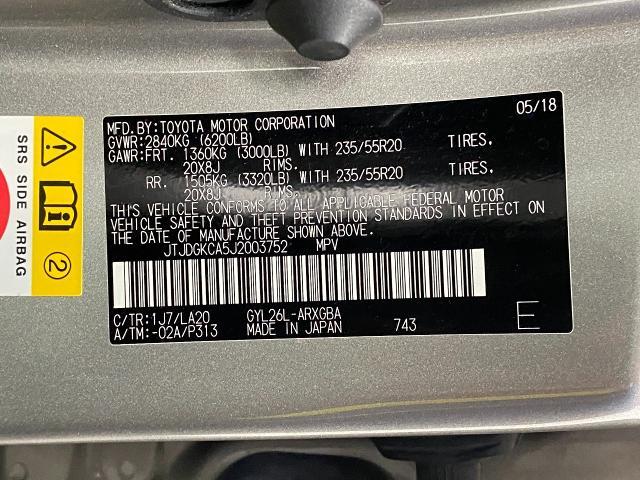 05/18
MFD.BY:TOYOTA MOTOR CORPORATION
GVWR:2840KG (6200LB)
GAWR:FRT. 1360KG (3000LB) WITH 235/55R20 TIRES,
20X8J RIMS.
RR. 1505KG (3320LB) WITH 235/55R20 TIRES,
20X8J RIMS.
THIS VEHICLE CONFORMS TO ALL APPLICABLE FEDERAL MOTOR
VEHICLE SAFETY AND THEFT PREVENTION STANDARDS IN EFFECT ON
THE DATE OF MANUFACTURE SHOWN ABOVE.
JTJDGKCA5J2003752 MPV
C/TR:1J7/LA20 GYL26L-ARXGBA
A/TM:-02A/P313 MADE IN JAPAN 743 E
SRS SIDE AIRBAG
2